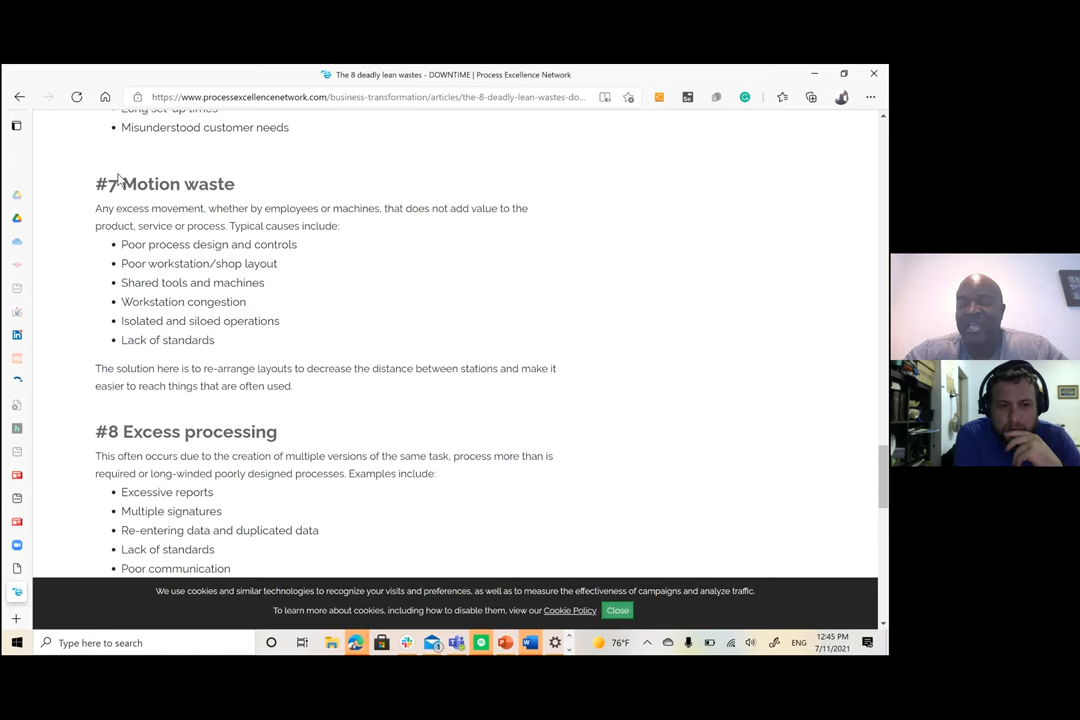 The 8 deadly lean wastes - DOWNTIME | Process Excellence Network
https://www.processexcellencenetwork.com/business-transformation/articles/the-8-deadly-lean-wastes-do...
Long set-up times
• Misunderstood customer needs
#7 Motion waste
Any excess movement, whether by employees or machines, that does not add value to the
product, service or process. Typical causes include:
• Poor process design and controls
• Poor workstation/shop layout
• Shared tools and machines
• Workstation congestion
• Isolated and siloed operations
• Lack of standards
The solution here is to re-arrange layouts to decrease the distance between stations and make it
easier to reach things that are often used.
#8 Excess processing
This often occurs due to the creation of multiple versions of the same task, process more than is
required or long-winded poorly designed processes. Examples include:
• Excessive reports
• Multiple signatures
• Re-entering data and duplicated data
• Lack of standards
• Poor communication
We use cookies and similar technologies to recognize your visits and preferences, as well as to measure the effectiveness of campaigns and analyze traffic.
To learn more about cookies, including how to disable them, view our Cookie Policy Close
Type here to search
76°F
ENG
12:45 PM
7/11/2021